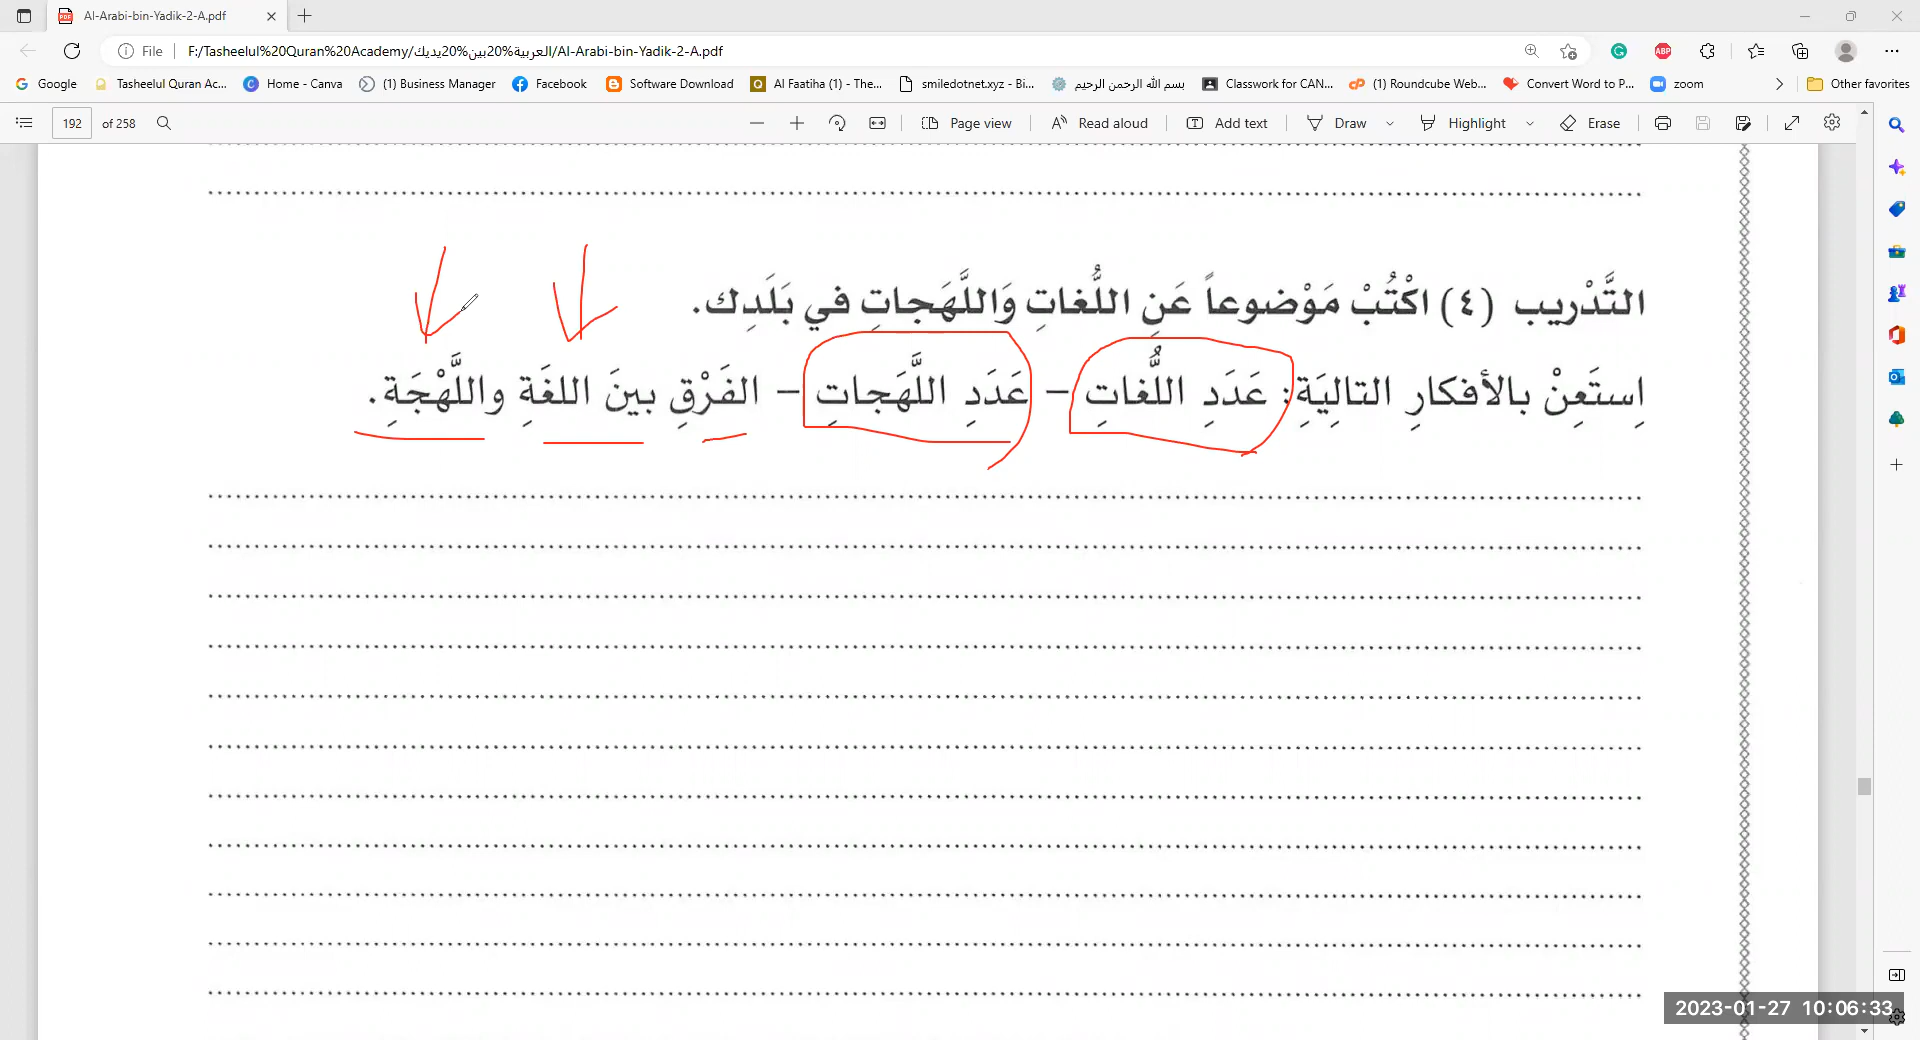 Al-Arabi-bin-Yadik-2-A.pdf
File F:/Tasheelul%20Quran%20Academy/العربية%20بين%20يديك/Al-Arabi-bin-Yadik-2-A.pdf
Google Tasheelul Quran Ac... Home - Canva (1) Business Manager Facebook Software Download Al Faatiha (1) - The... smiledotnet.xyz - Bi... بسم الله الرحمن الرحيم Classwork for CAN... (1) Roundcube Web... Convert Word to P... zoom Other favorites
192 of 258 Page view Read aloud Add text Draw Highlight Erase
التَّدْرِيب (٤) اكْتُبْ مَوْضوعاً عَنِ اللُّغاتِ وَاللَّهَجاتِ في بَلَدِك.
اِستَعِنْ بالأفكارِ التالِيَةِ: عَدَدِ اللُّغاتِ – عَدَدِ اللَّهَجاتِ – الفَرْقِ بينَ اللغَةِ واللَّهْجَةِ.
2023-01-27 10:06:33